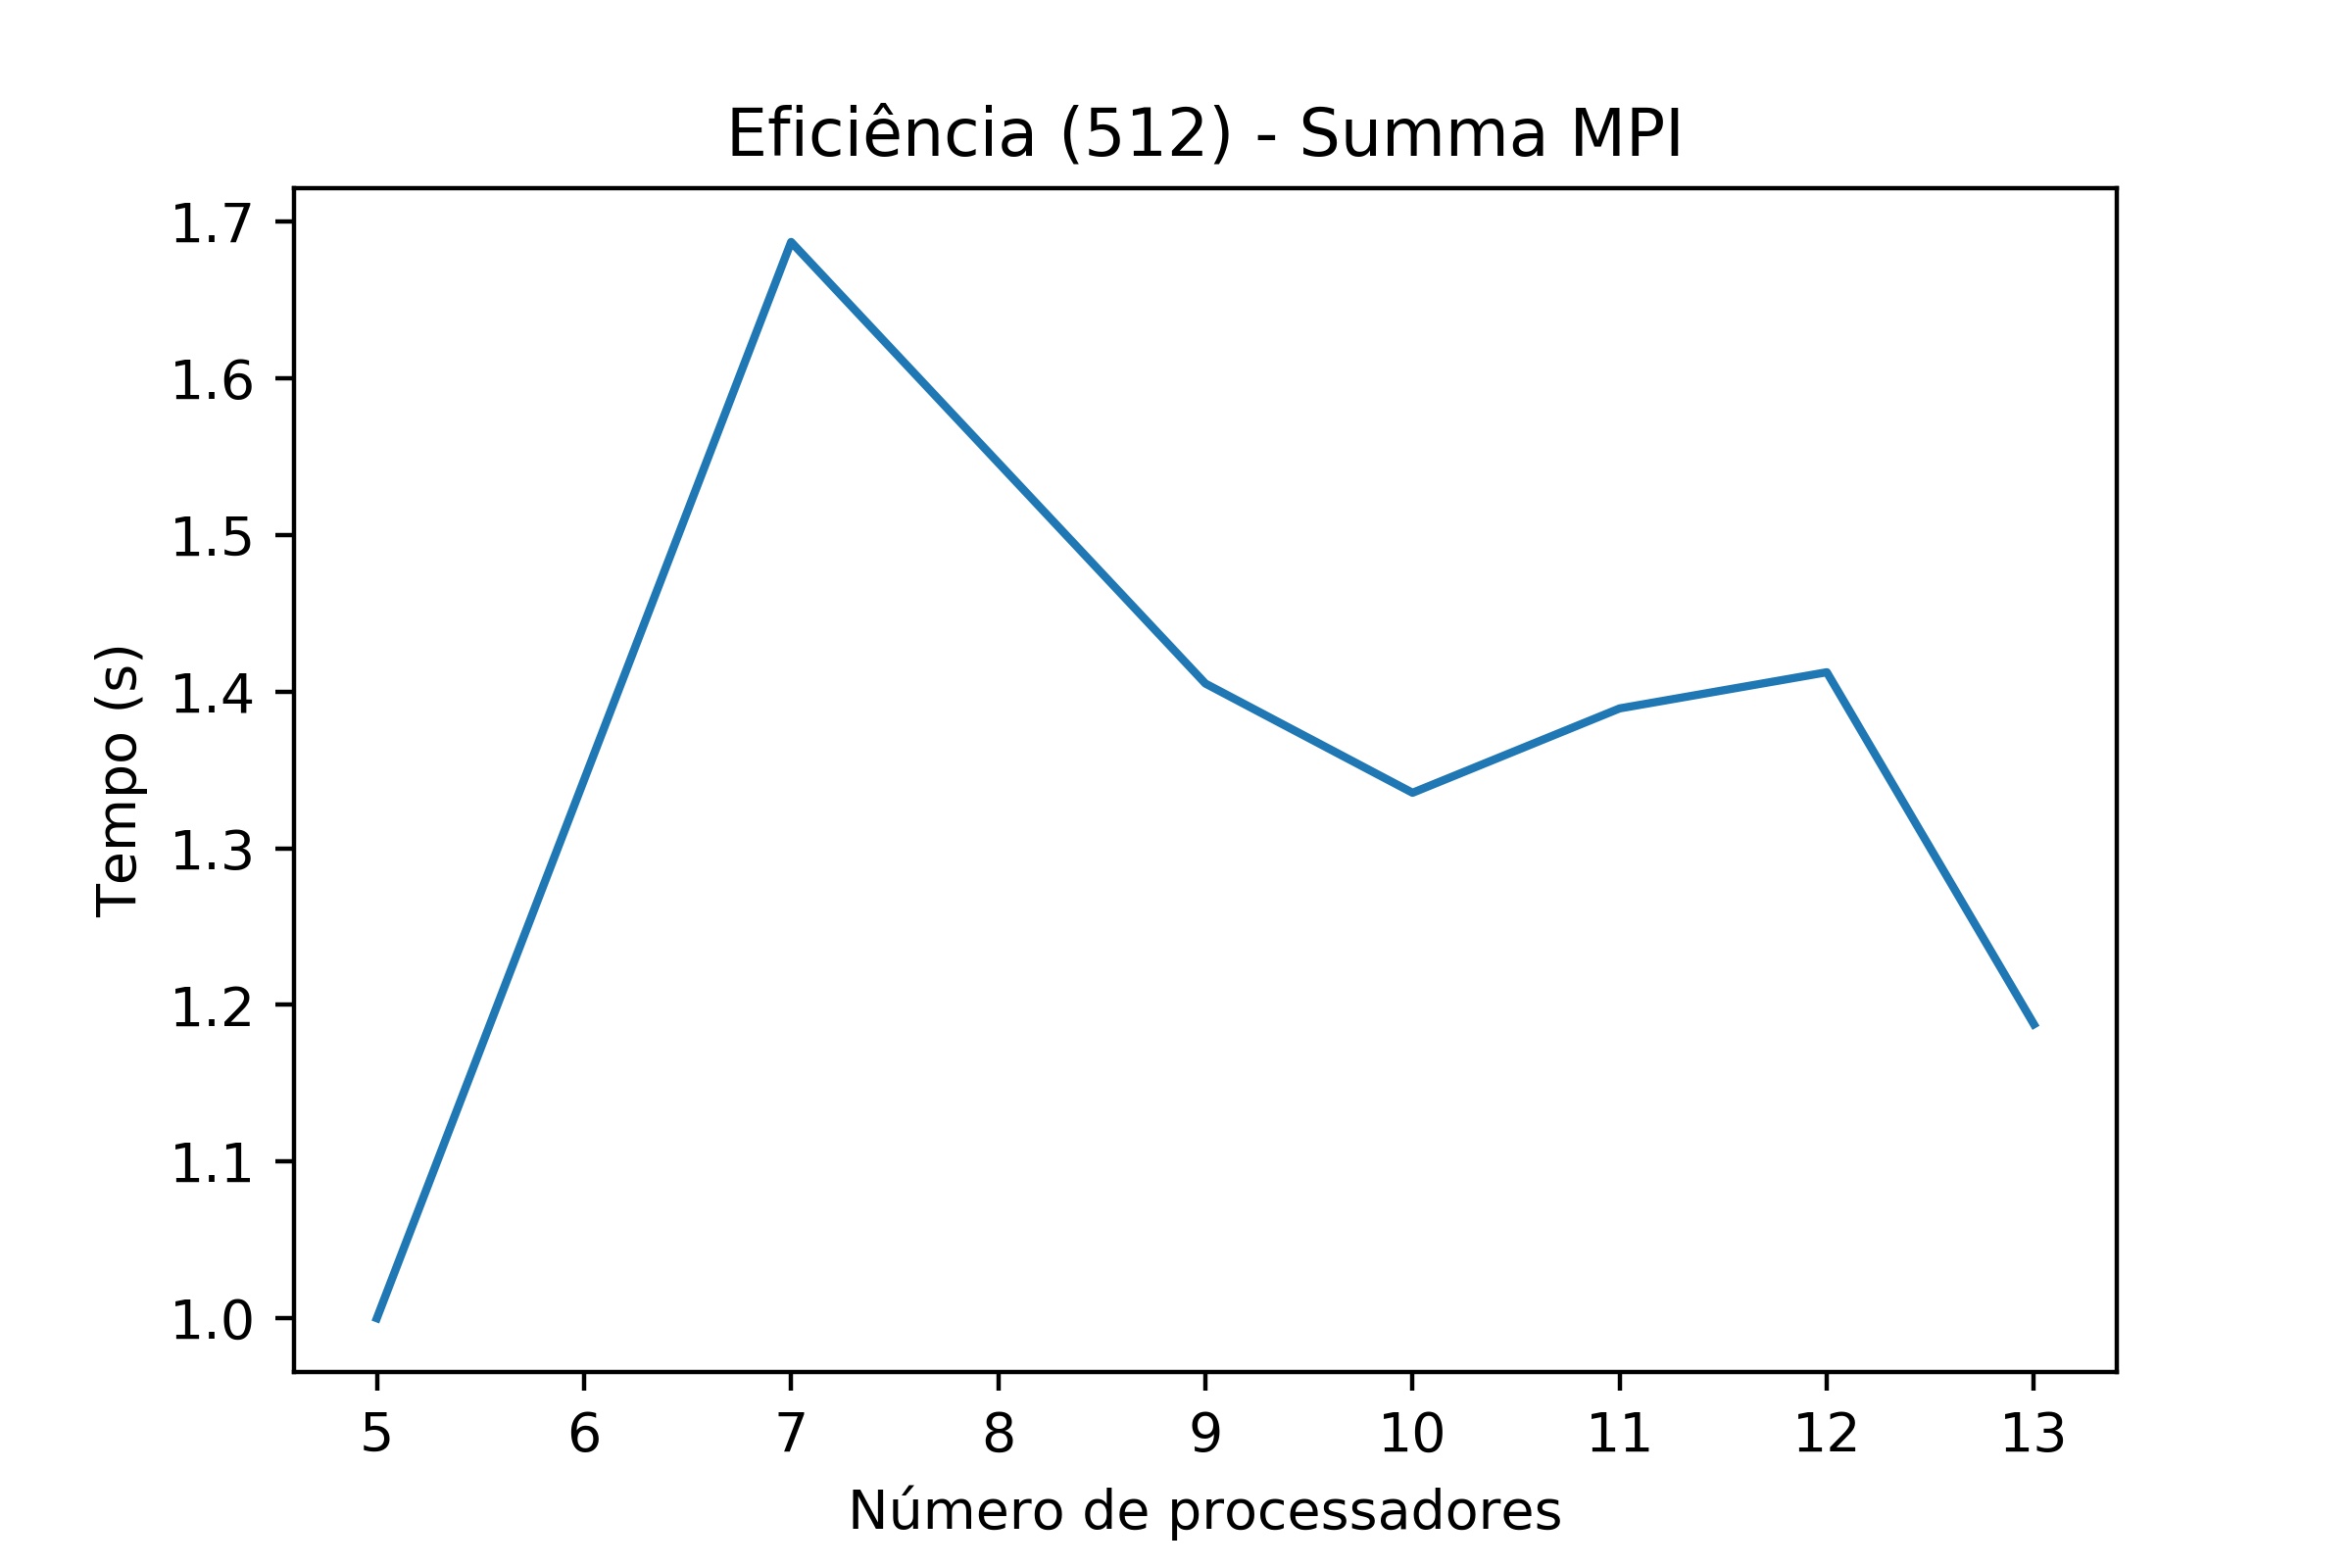 Eficiência (512) - Summa MPI
1.7
1.6
1.5
1.4
1.3
1.2
1.1
1.0
Tempo (s)
5 6 7 8 9 10 11 12 13
Número de processadores